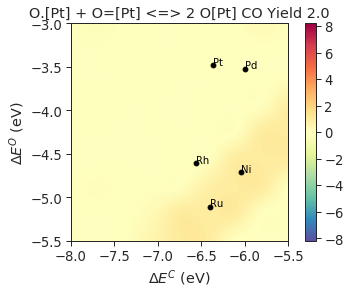 O.[Pt] + O=[Pt] <=> 2 O[Pt] CO Yield 2.0
−3.0
−3.5
−4.0
−4.5
−5.0
−5.5
ΔE^O (eV)
Pt
Pd
Rh
Ni
Ru
−8.0 −7.5 −7.0 −6.5 −6.0 −5.5
ΔE^C (eV)
8
6
4
2
0
−2
−4
−6
−8